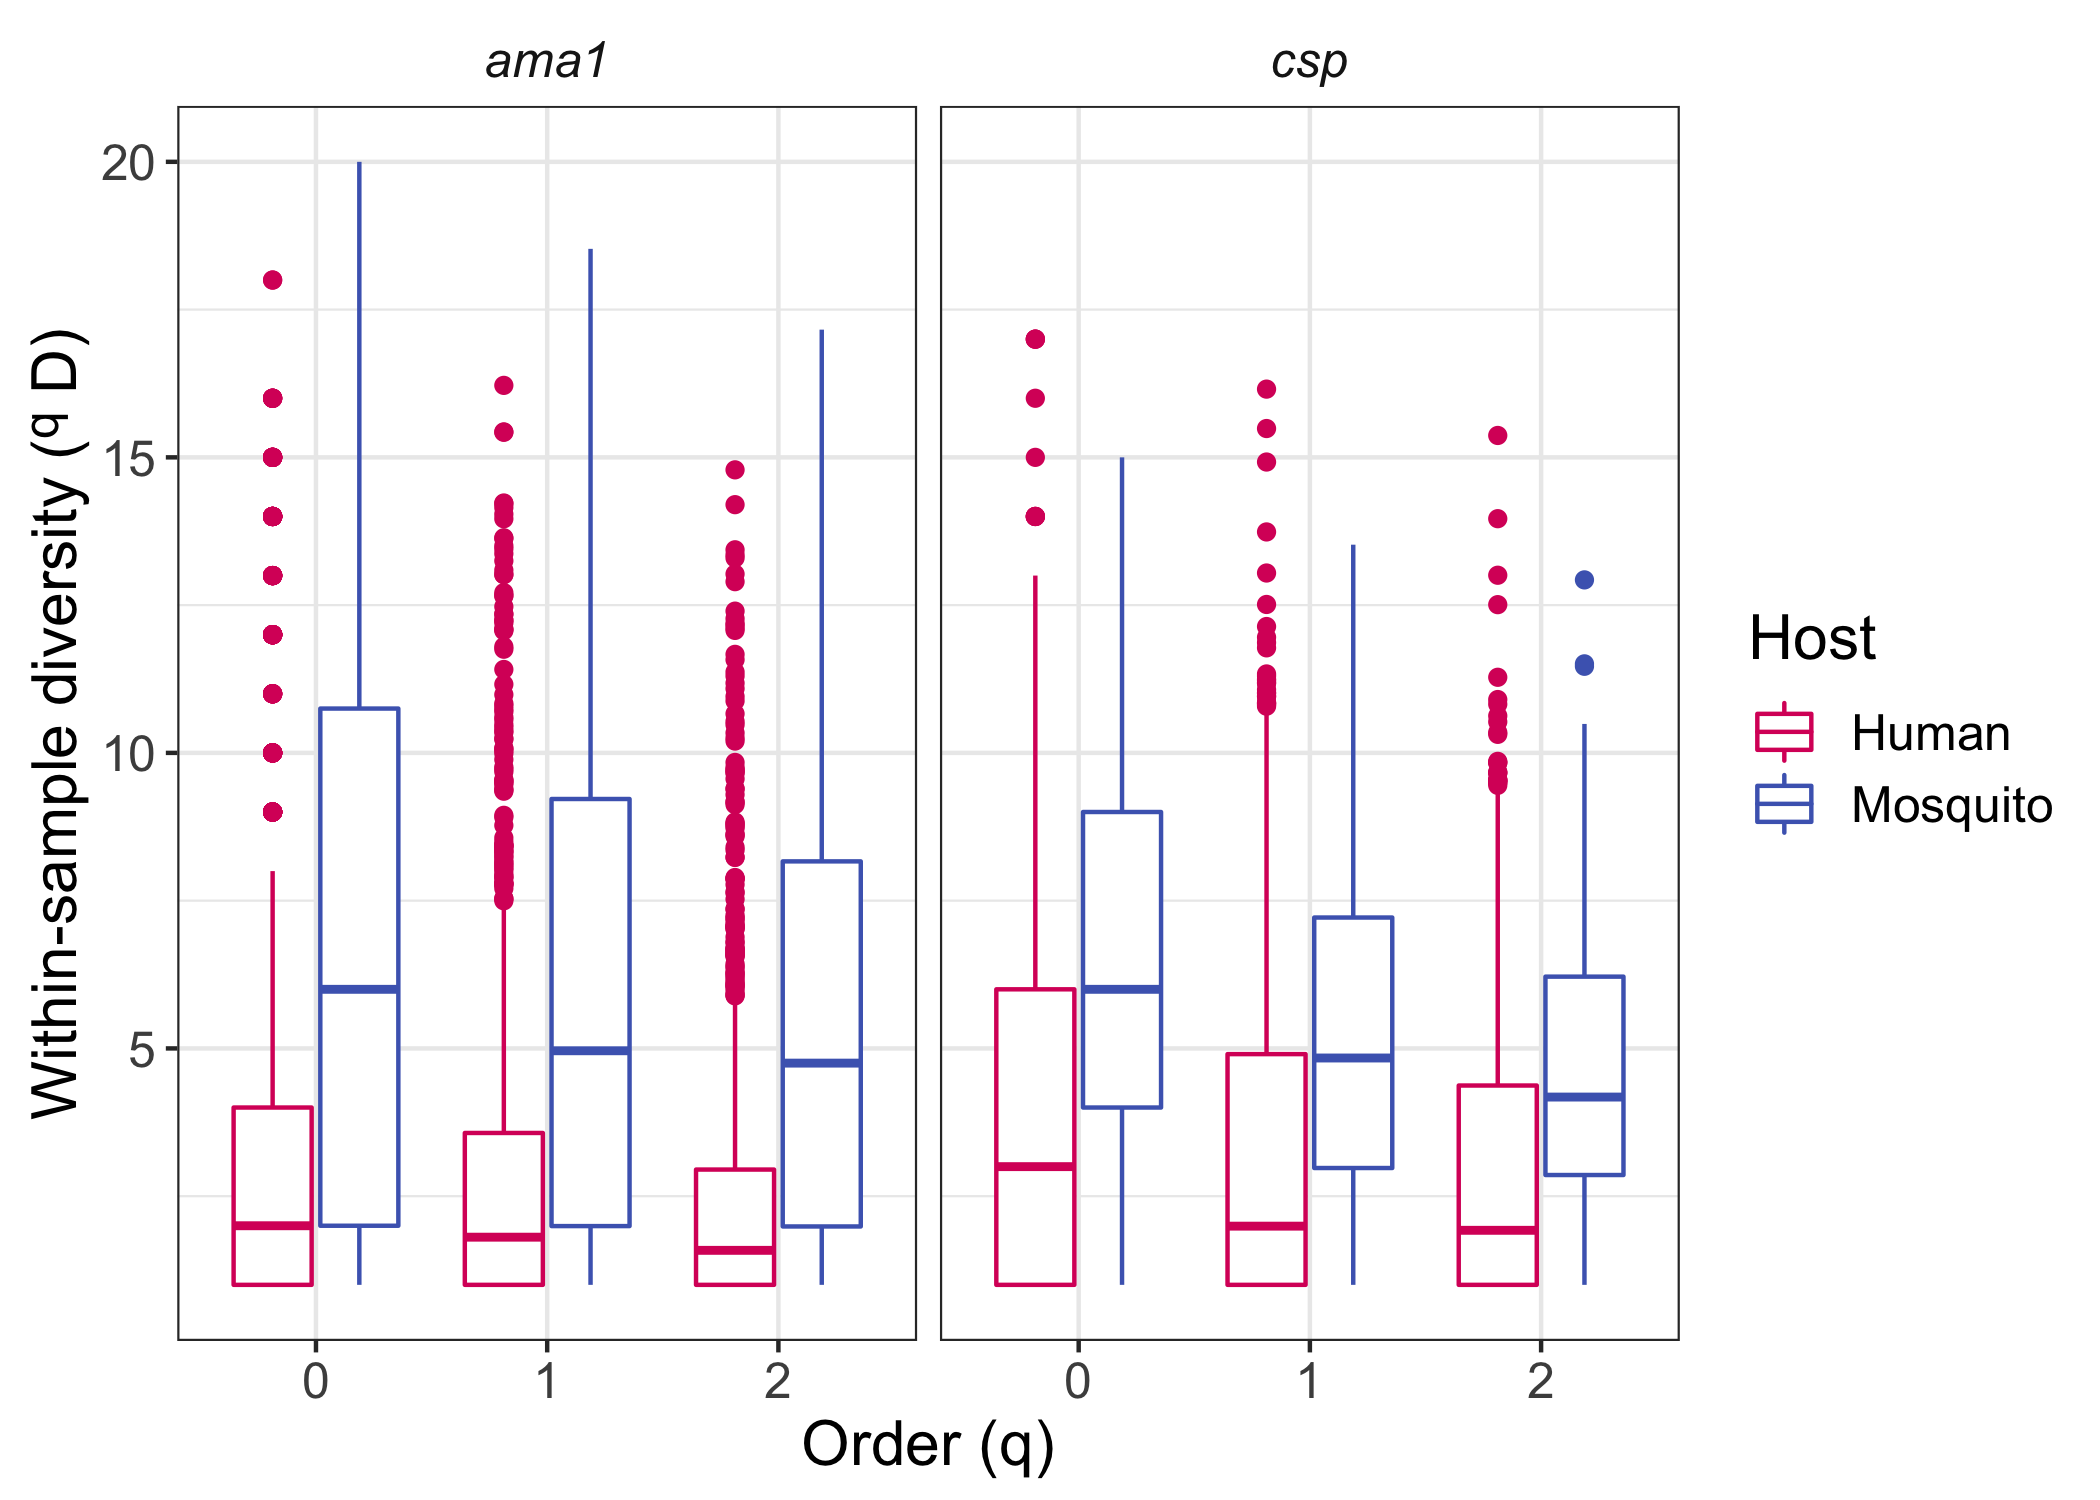 ama1 csp
Within-sample diversity (q D)
20
15
10
5
0 1 2 0 1 2
Order (q)
Host
Human
Mosquito